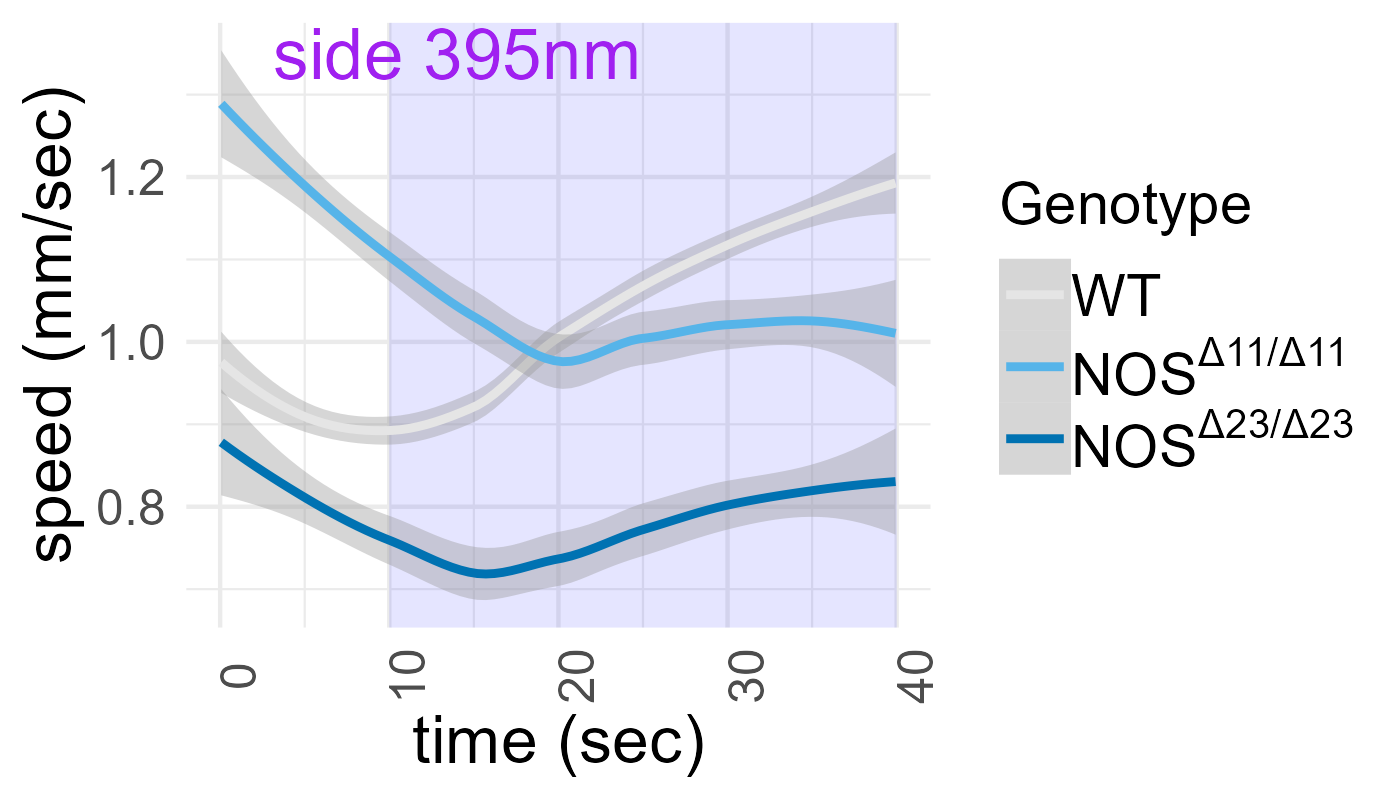 side 395nm
speed (mm/sec)
1.2
1.0
0.8
0
10
20
30
40
time (sec)
Genotype
WT
NOS^Δ11/Δ11
NOS^Δ23/Δ23